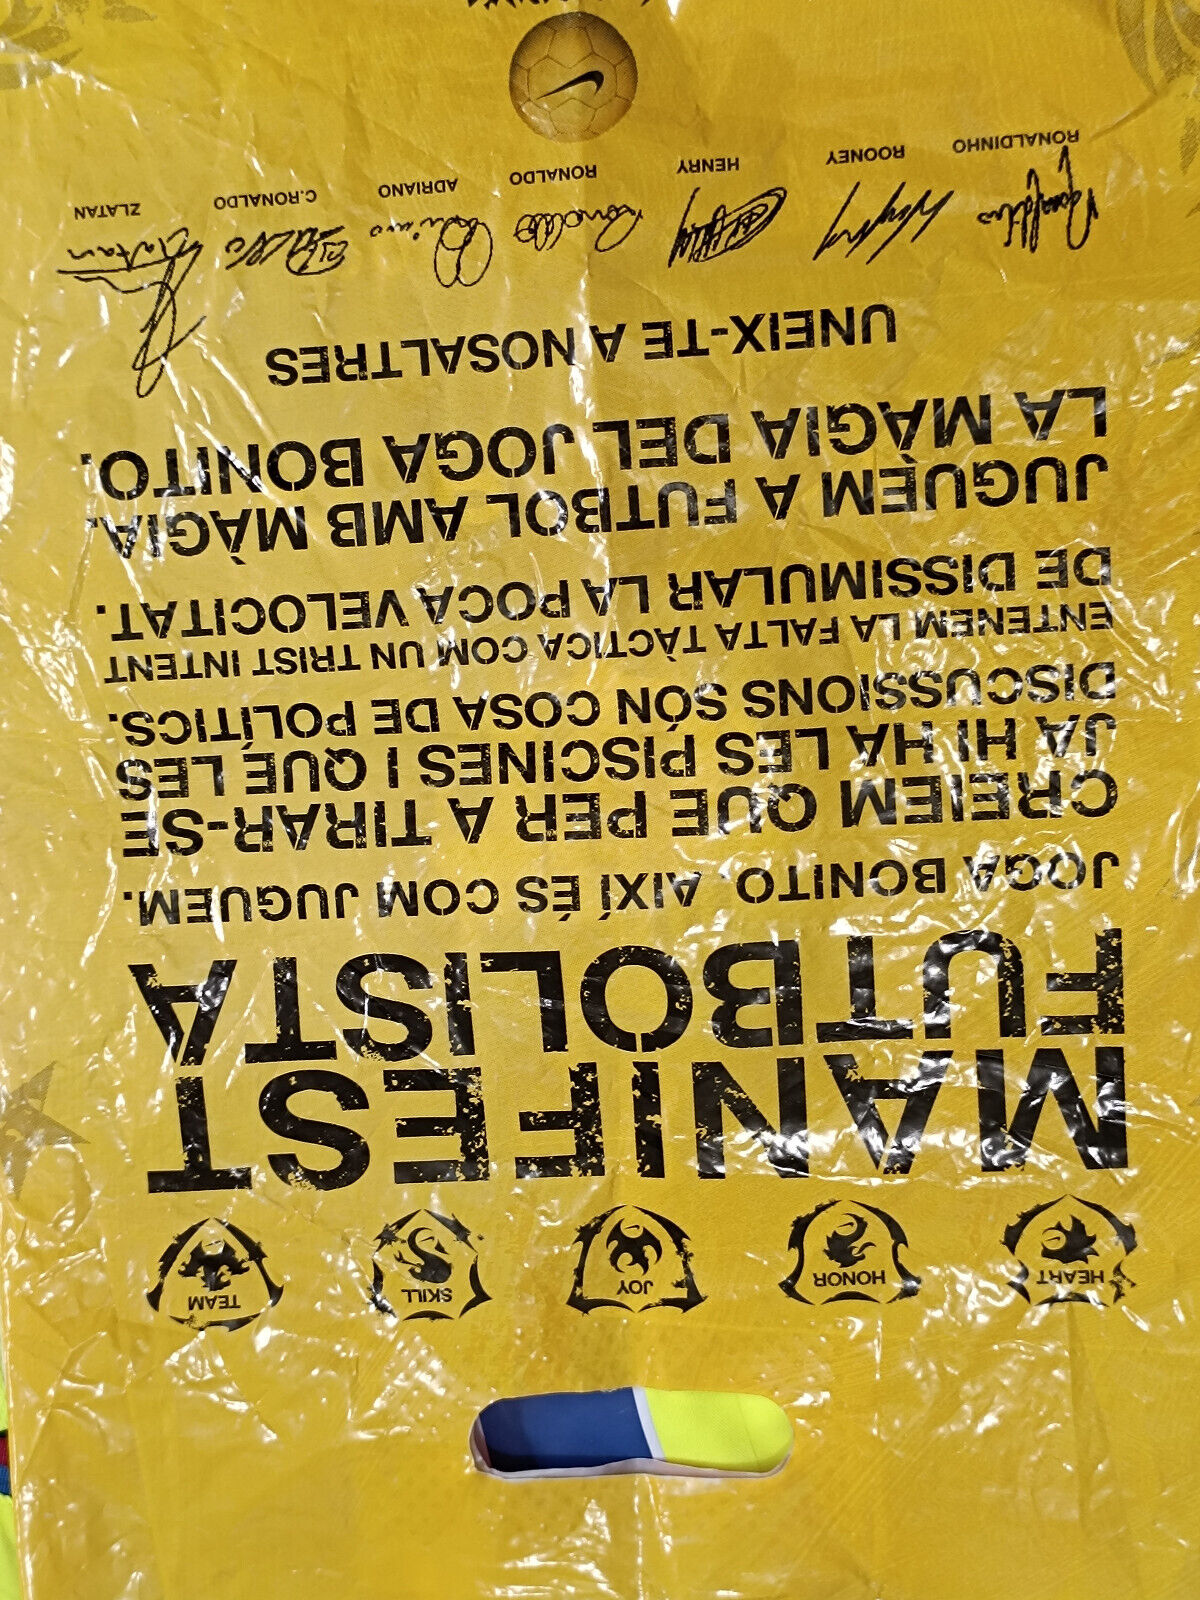 HEART HONOR JOY SKILL TEAM
MANIFEST
FUTBOLISTA
JOGA BONITO. AIXÍ ÉS COM JUGUEM.
CREIEM QUE PER A TIRAR-SE
JA HI HA LES PISCINES I QUE LES
DISCUSSIONS SÓN COSA DE POLÍTICS.
ENTENEM LA FALTA TÀCTICA COM UN TRIST INTENT
DE DISSIMULAR LA POCA VELOCITAT.
JUGUEM A FUTBOL AMB MÀGIA.
LA MÀGIA DEL JOGA BONITO.
UNEIX-TE A NOSALTRES
RONALDINHO ROONEY HENRY RONALDO ADRIANO C.RONALDO ZLATAN